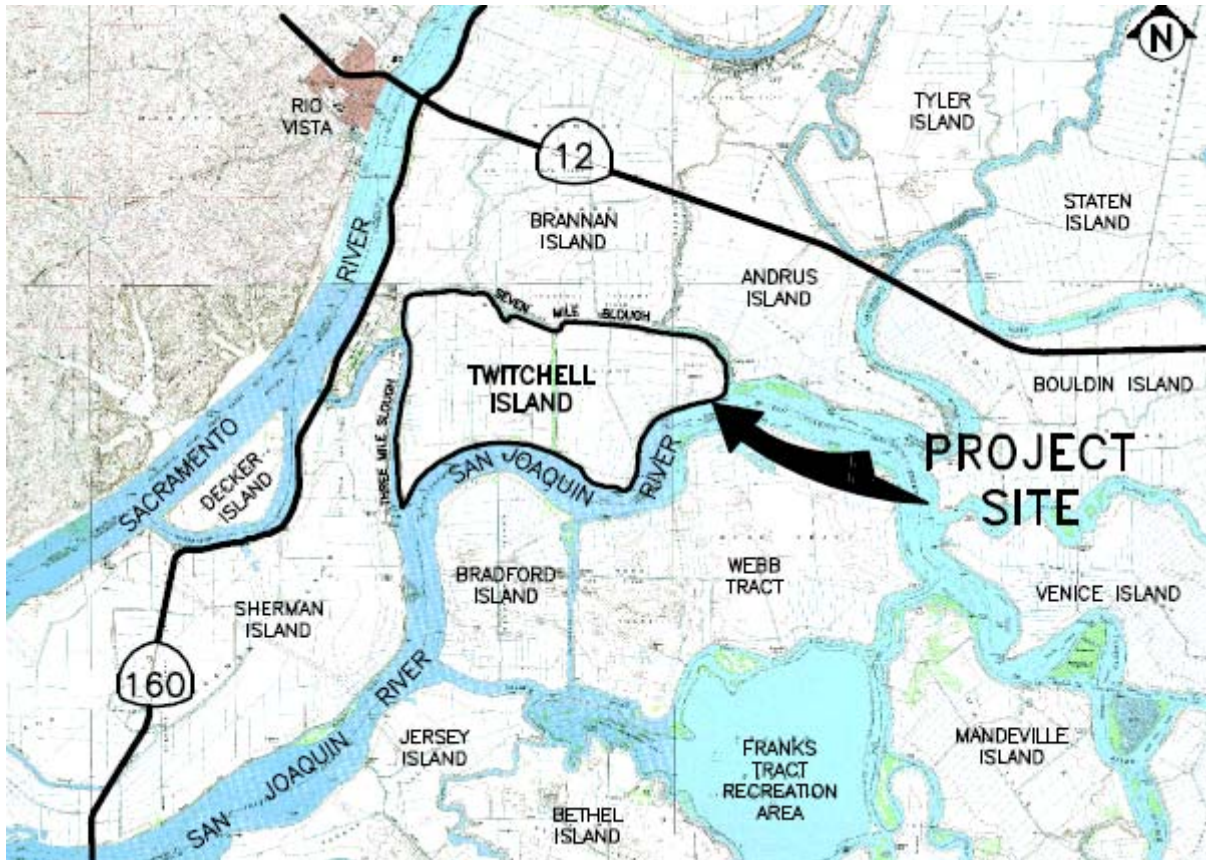 N
RIO
VISTA
TYLER
ISLAND
12
STATEN
ISLAND
BRANNAN
ISLAND
RIVER
ANDRUS
ISLAND
SEVEN MILE SLOUGH
TWITCHELL
ISLAND
BOULDIN ISLAND
THREE MILE SLOUGH
SACRAMENTO
DECKER
ISLAND
SAN JOAQUIN
RIVER
PROJECT
SITE
BRADFORD
ISLAND
WEBB
TRACT
VENICE ISLAND
SHERMAN
ISLAND
160
RIVER
SAN JOAQUIN
JERSEY
ISLAND
FRANKS
TRACT
RECREATION
AREA
MANDEVILLE
ISLAND
BETHEL
ISLAND